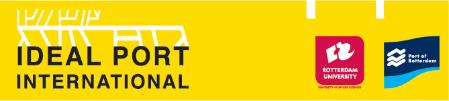 IDEAL PORT
INTERNATIONAL
ROTTERDAM
UNIVERSITY
Port of
Rotterdam